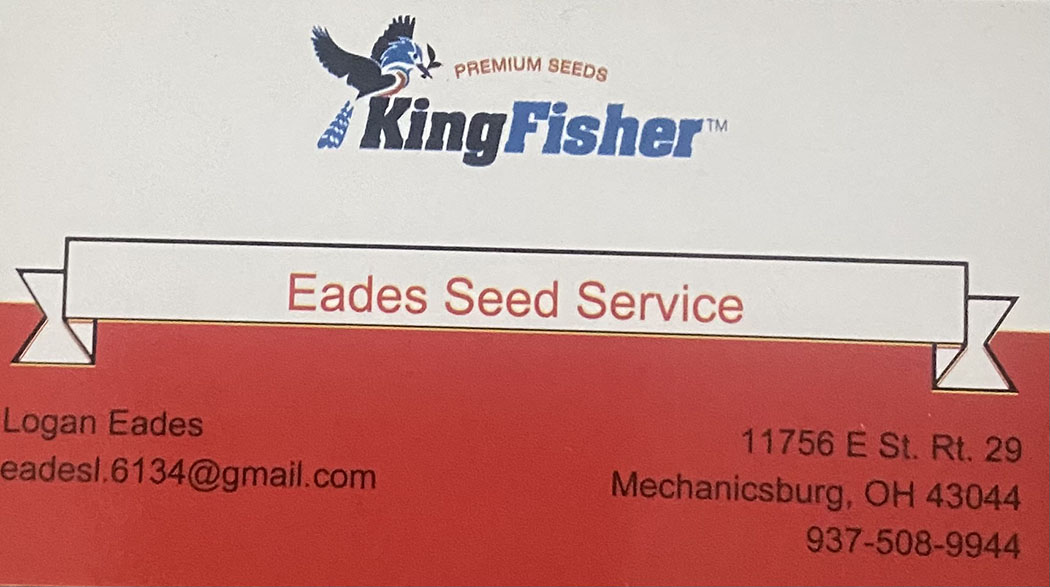 PREMIUM SEEDS
KingFisher™
Eades Seed Service
Logan Eades
eadesl.6134@gmail.com
11756 E St. Rt. 29
Mechanicsburg, OH 43044
937-508-9944